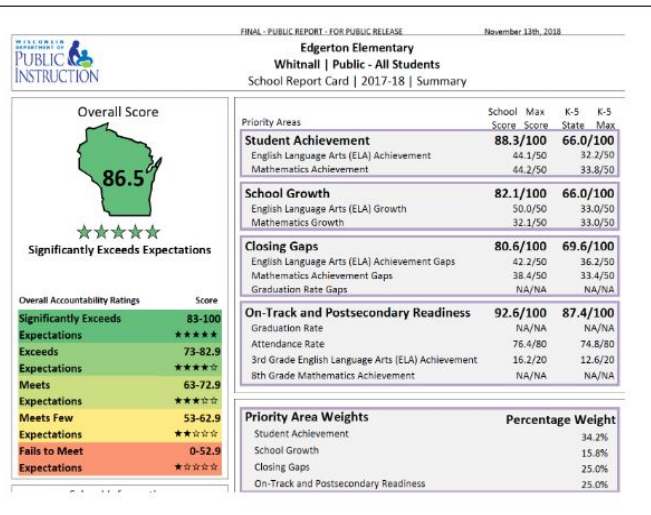 FINAL - PUBLIC REPORT - FOR PUBLIC RELEASE November 13th, 2018
WISCONSIN
DEPARTMENT OF
PUBLIC
INSTRUCTION
Edgerton Elementary
Whitnall | Public - All Students
School Report Card | 2017-18 | Summary
Overall Score
86.5
★★★★★
Significantly Exceeds Expectations
Overall Accountability Ratings Score
Significantly Exceeds 83-100
Expectations ★★★★★
Exceeds 73-82.9
Expectations ★★★★☆
Meets 63-72.9
Expectations ★★★☆☆
Meets Few 53-62.9
Expectations ★★☆☆☆
Fails to Meet 0-52.9
Expectations ★☆☆☆☆
School Max K-5 K-5
Priority Areas Score Score State Max
Student Achievement 88.3/100 66.0/100
English Language Arts (ELA) Achievement 44.1/50 32.2/50
Mathematics Achievement 44.2/50 33.8/50
School Growth 82.1/100 66.0/100
English Language Arts (ELA) Growth 50.0/50 33.0/50
Mathematics Growth 32.1/50 33.0/50
Closing Gaps 80.6/100 69.6/100
English Language Arts (ELA) Achievement Gaps 42.2/50 36.2/50
Mathematics Achievement Gaps 38.4/50 33.4/50
Graduation Rate Gaps NA/NA NA/NA
On-Track and Postsecondary Readiness 92.6/100 87.4/100
Graduation Rate NA/NA NA/NA
Attendance Rate 76.4/80 74.8/80
3rd Grade English Language Arts (ELA) Achievement 16.2/20 12.6/20
8th Grade Mathematics Achievement NA/NA NA/NA
Priority Area Weights Percentage Weight
Student Achievement 34.2%
School Growth 15.8%
Closing Gaps 25.0%
On-Track and Postsecondary Readiness 25.0%